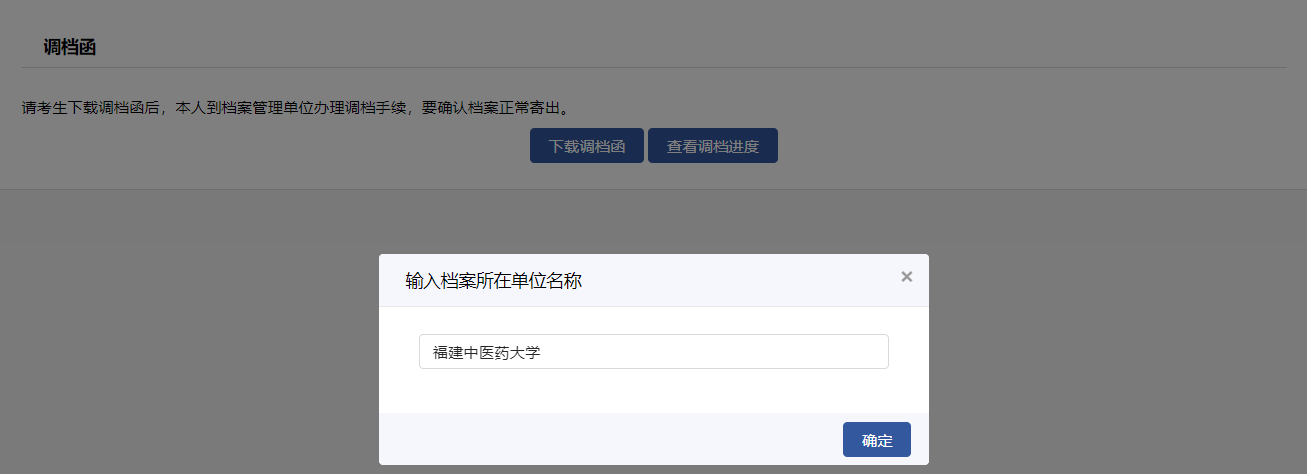 调档函
请考生下载调档函后，本人到档案管理单位办理调档手续，要确认档案正常寄出。
下载调档函 查看调档进度
输入档案所在单位名称 ×
福建中医药大学
确定